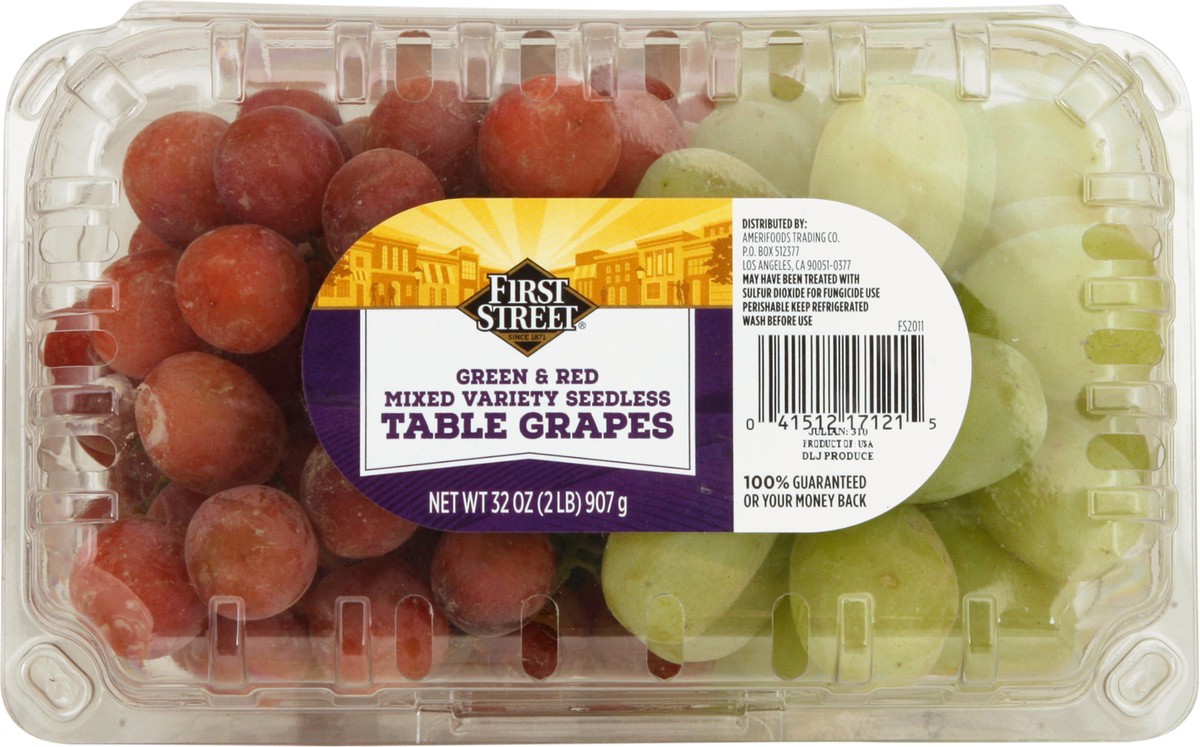 FIRST
STREET®
SINCE 1871
GREEN & RED
MIXED VARIETY SEEDLESS
TABLE GRAPES
NET WT 32 OZ (2 LB) 907 g
DISTRIBUTED BY:
AMERIFOODS TRADING CO.
P.O. BOX 512377
LOS ANGELES, CA 90051-0377
MAY HAVE BEEN TREATED WITH
SULFUR DIOXIDE FOR FUNGICIDE USE
PERISHABLE KEEP REFRIGERATED
WASH BEFORE USE
FS2011
0 41512 17121 5
JULIAN: 310
PRODUCT OF: USA
DLJ PRODUCE
100% GUARANTEED
OR YOUR MONEY BACK